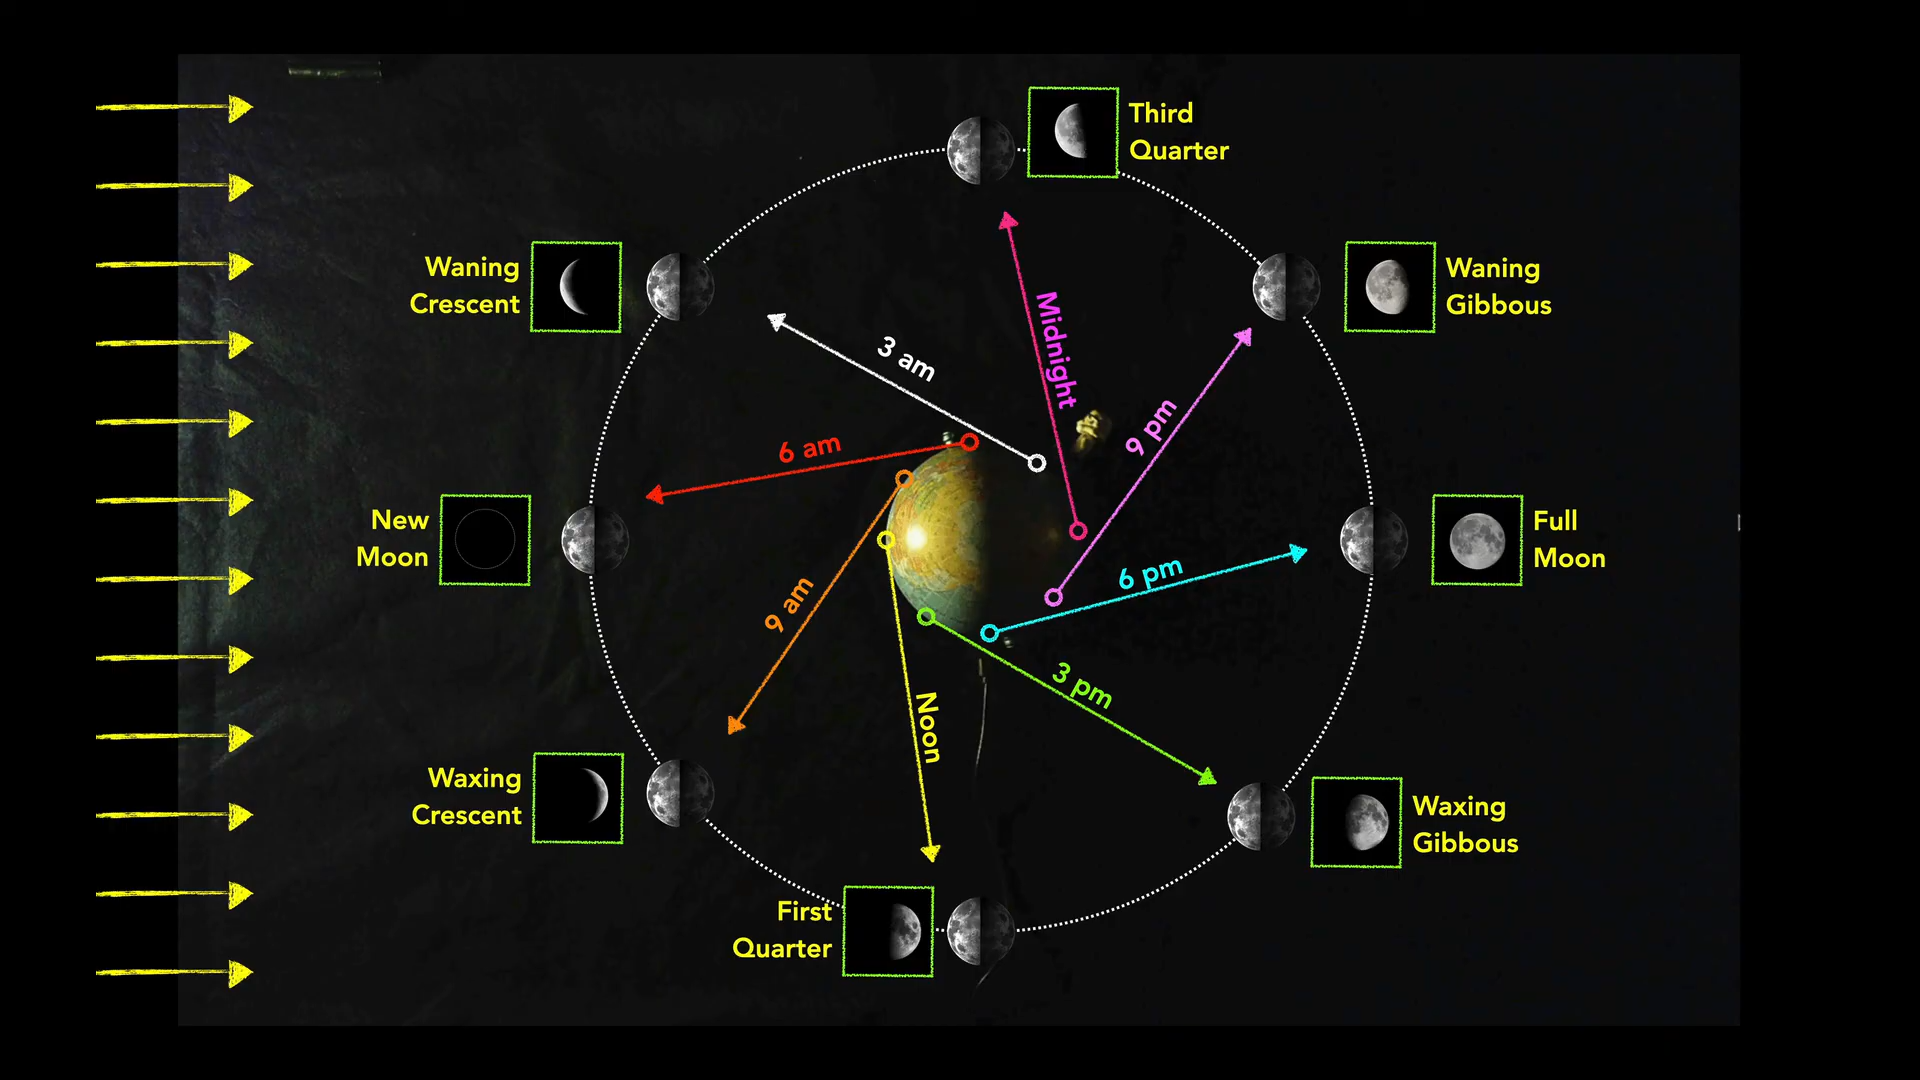 Third
Quarter
Waning
Crescent
Waning
Gibbous
Midnight
3 am
9 pm
6 am
New
Moon
Full
Moon
6 pm
9 am
3 pm
Noon
Waxing
Crescent
Waxing
Gibbous
First
Quarter